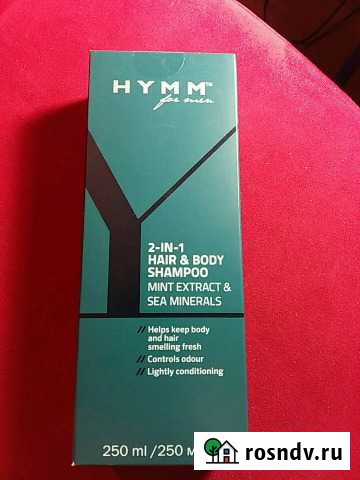 HYMM™
for men
2-IN-1
HAIR & BODY
SHAMPOO
MINT EXTRACT &
SEA MINERALS
// Helps keep body
and hair
smelling fresh
// Controls odour
// Lightly conditioning
250 ml / 250
rosndv.ru